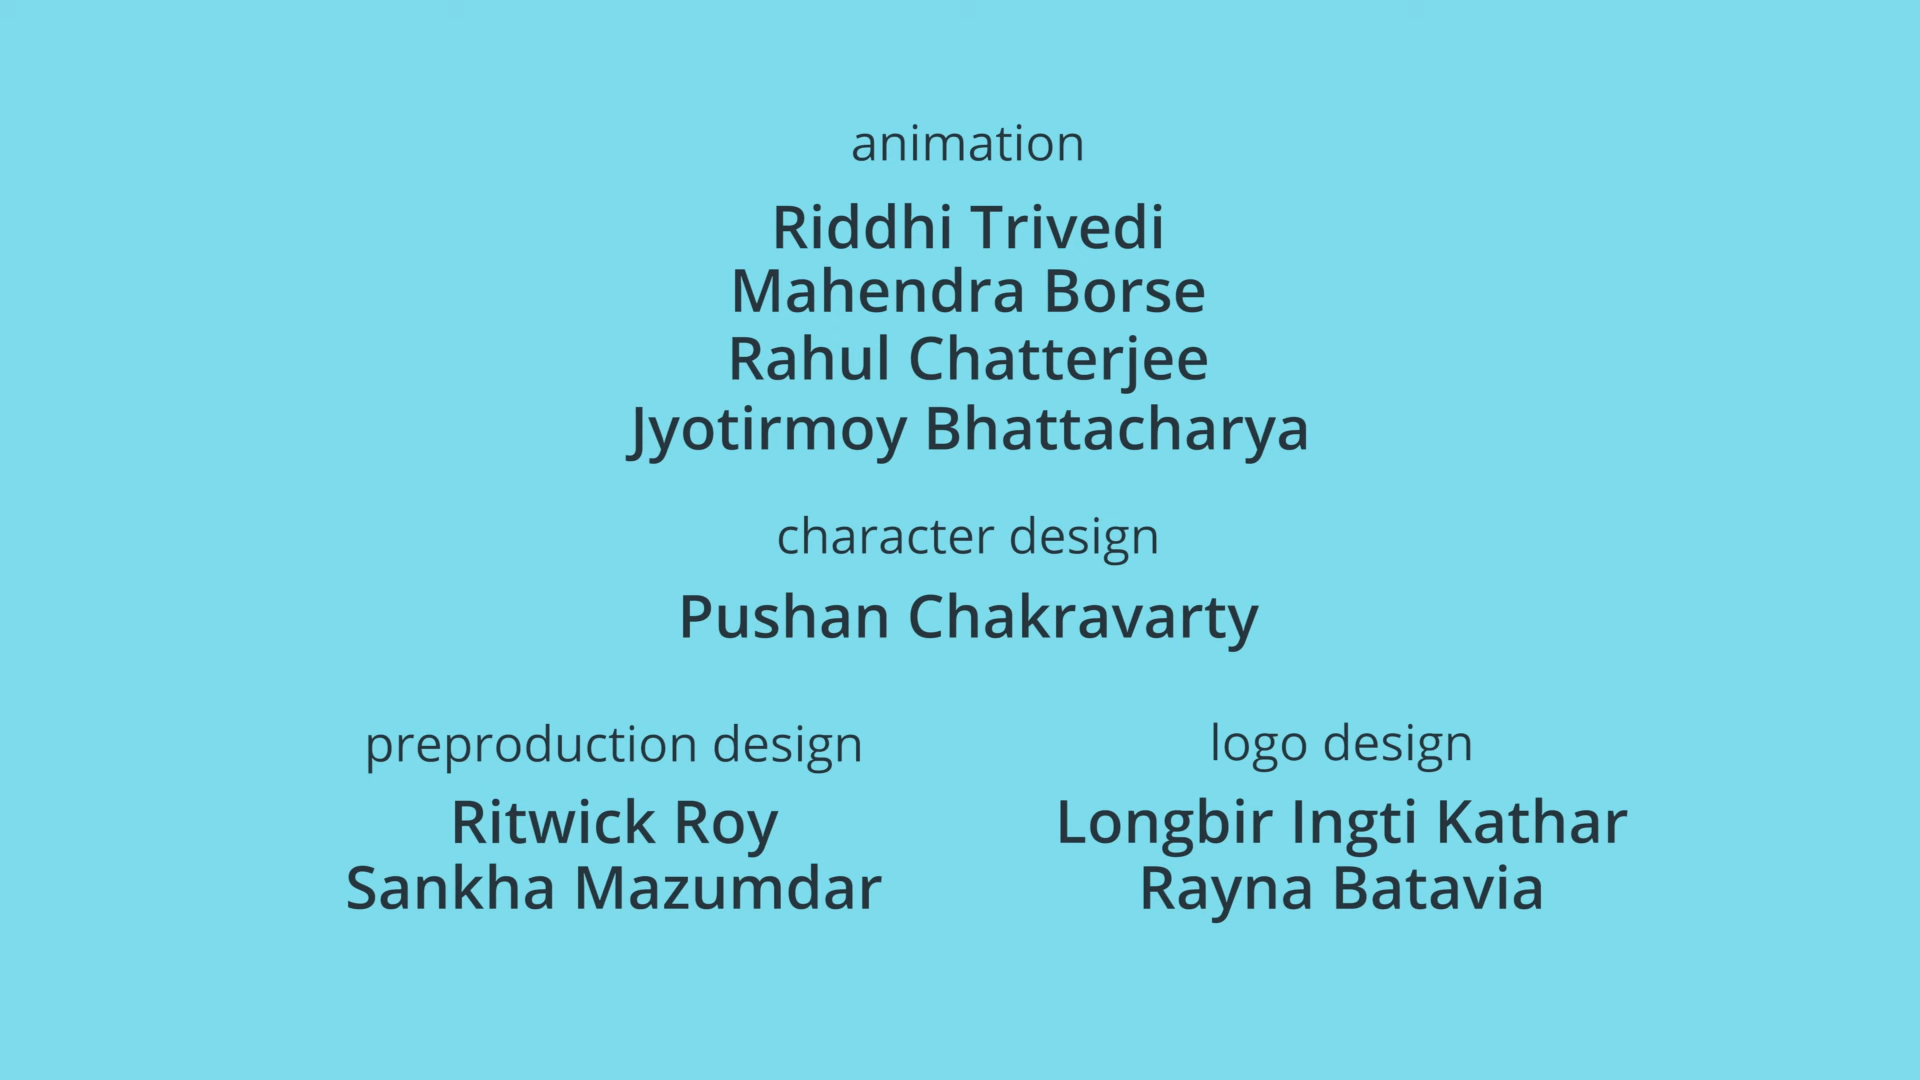 animation
Riddhi Trivedi
Mahendra Borse
Rahul Chatterjee
Jyotirmoy Bhattacharya
character design
Pushan Chakravarty
preproduction design
Ritwick Roy
Sankha Mazumdar
logo design
Longbir Ingti Kathar
Rayna Batavia